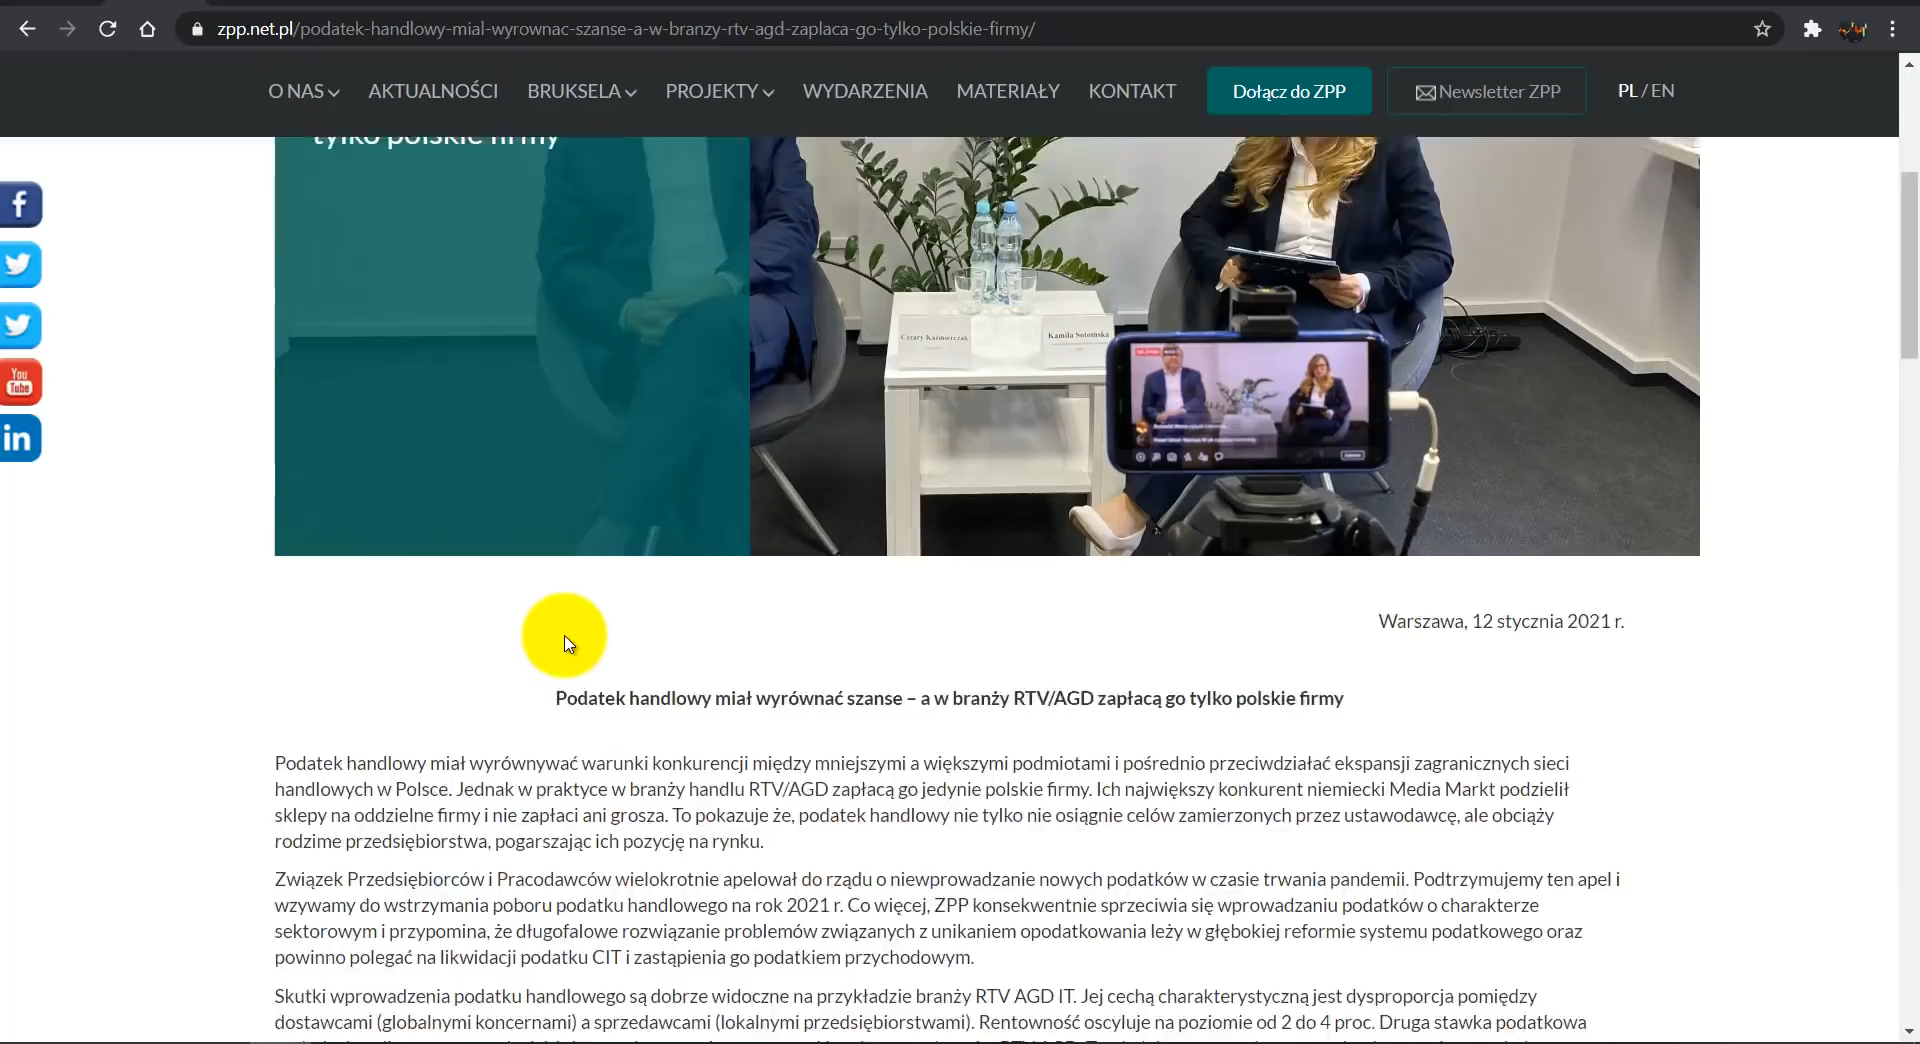 zpp.net.pl/podatek-handlowy-mial-wyrownac-szanse-a-w-branzy-rtv-agd-zaplaca-go-tylko-polskie-firmy/
O NAS AKTUALNOŚCI BRUKSELA PROJEKTY WYDARZENIA MATERIAŁY KONTAKT Dołącz do ZPP Newsletter ZPP PL / EN
tylko polskie firmy
f
You
Tube
in
Cezary Kaźmierczak
Kamila Sotomska
Warszawa, 12 stycznia 2021 r.
Podatek handlowy miał wyrównać szanse – a w branży RTV/AGD zapłacą go tylko polskie firmy
Podatek handlowy miał wyrównywać warunki konkurencji między mniejszymi a większymi podmiotami i pośrednio przeciwdziałać ekspansji zagranicznych sieci
handlowych w Polsce. Jednak w praktyce w branży handlu RTV/AGD zapłacą go jedynie polskie firmy. Ich największy konkurent niemiecki Media Markt podzielił
sklepy na oddzielne firmy i nie zapłaci ani grosza. To pokazuje że, podatek handlowy nie tylko nie osiągnie celów zamierzonych przez ustawodawcę, ale obciąży
rodzime przedsiębiorstwa, pogarszając ich pozycję na rynku.
Związek Przedsiębiorców i Pracodawców wielokrotnie apelował do rządu o niewprowadzanie nowych podatków w czasie trwania pandemii. Podtrzymujemy ten apel i
wzywamy do wstrzymania poboru podatku handlowego na rok 2021 r. Co więcej, ZPP konsekwentnie sprzeciwia się wprowadzaniu podatków o charakterze
sektorowym i przypomina, że długofalowe rozwiązanie problemów związanych z unikaniem opodatkowania leży w głębokiej reformie systemu podatkowego oraz
powinno polegać na likwidacji podatku CIT i zastąpienia go podatkiem przychodowym.
Skutki wprowadzenia podatku handlowego są dobrze widoczne na przykładzie branży RTV AGD IT. Jej cechą charakterystyczną jest dysproporcja pomiędzy
dostawcami (globalnymi koncernami) a sprzedawcami (lokalnymi przedsiębiorstwami). Rentowność oscyluje na poziomie od 2 do 4 proc. Druga stawka podatkowa